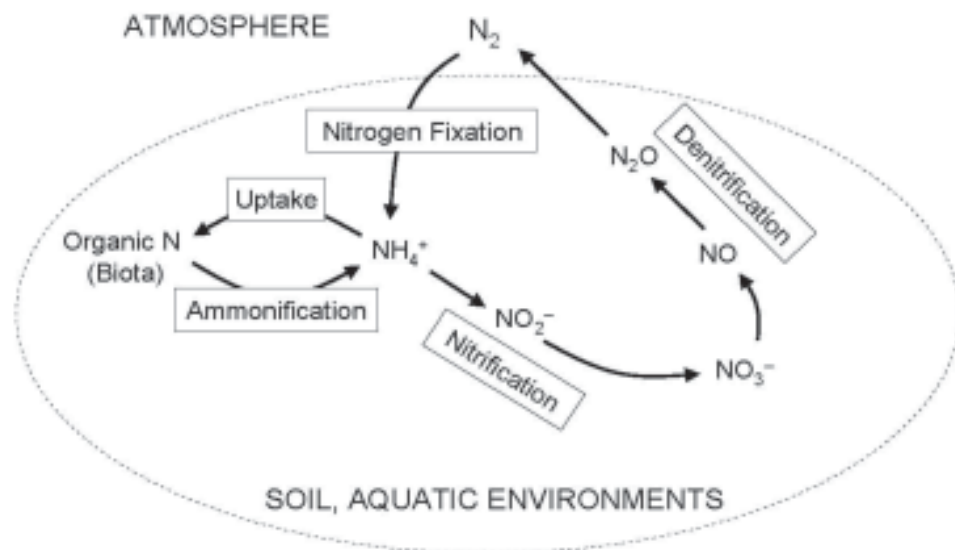 ATMOSPHERE
N₂
Nitrogen Fixation
Denitrification
N₂O
Uptake
Organic N
(Biota)
NH₄⁺
NO
Ammonification
NO₂⁻
Nitrification
NO₃⁻
SOIL, AQUATIC ENVIRONMENTS